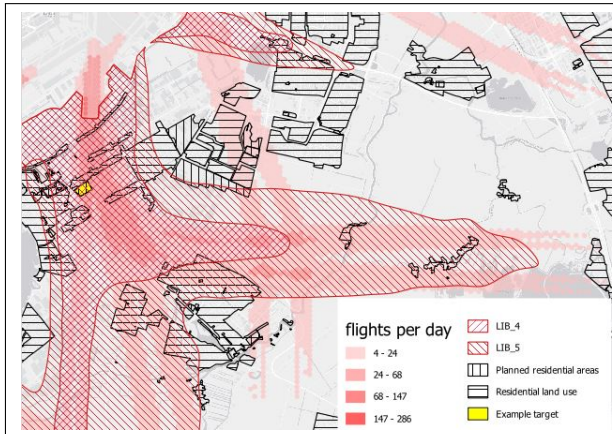 flights per day
4 - 24
24 - 68
68 - 147
147 - 286
LIB_4
LIB_5
Planned residential areas
Residential land use
Example target